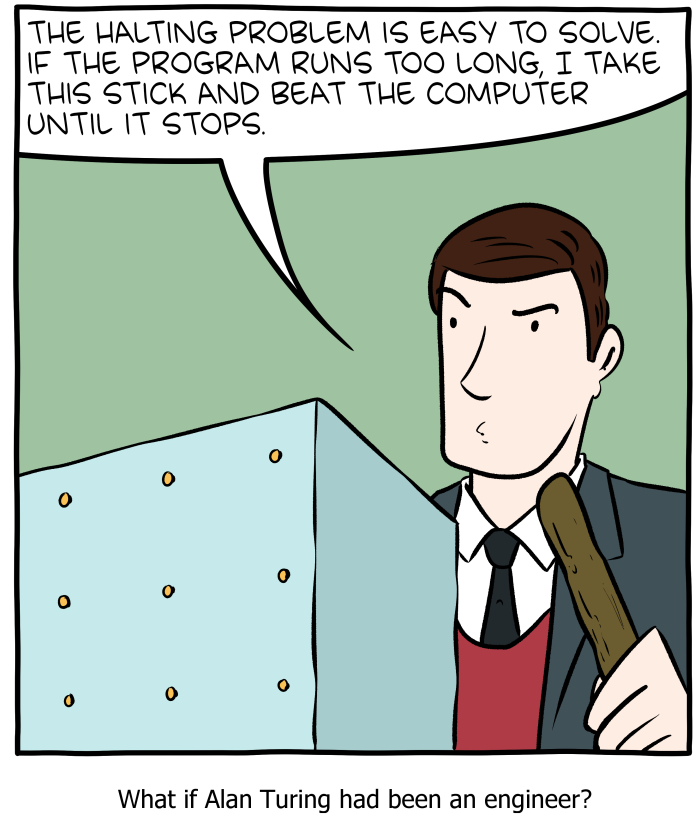 THE HALTING PROBLEM IS EASY TO SOLVE.
IF THE PROGRAM RUNS TOO LONG, I TAKE
THIS STICK AND BEAT THE COMPUTER
UNTIL IT STOPS.
What if Alan Turing had been an engineer?